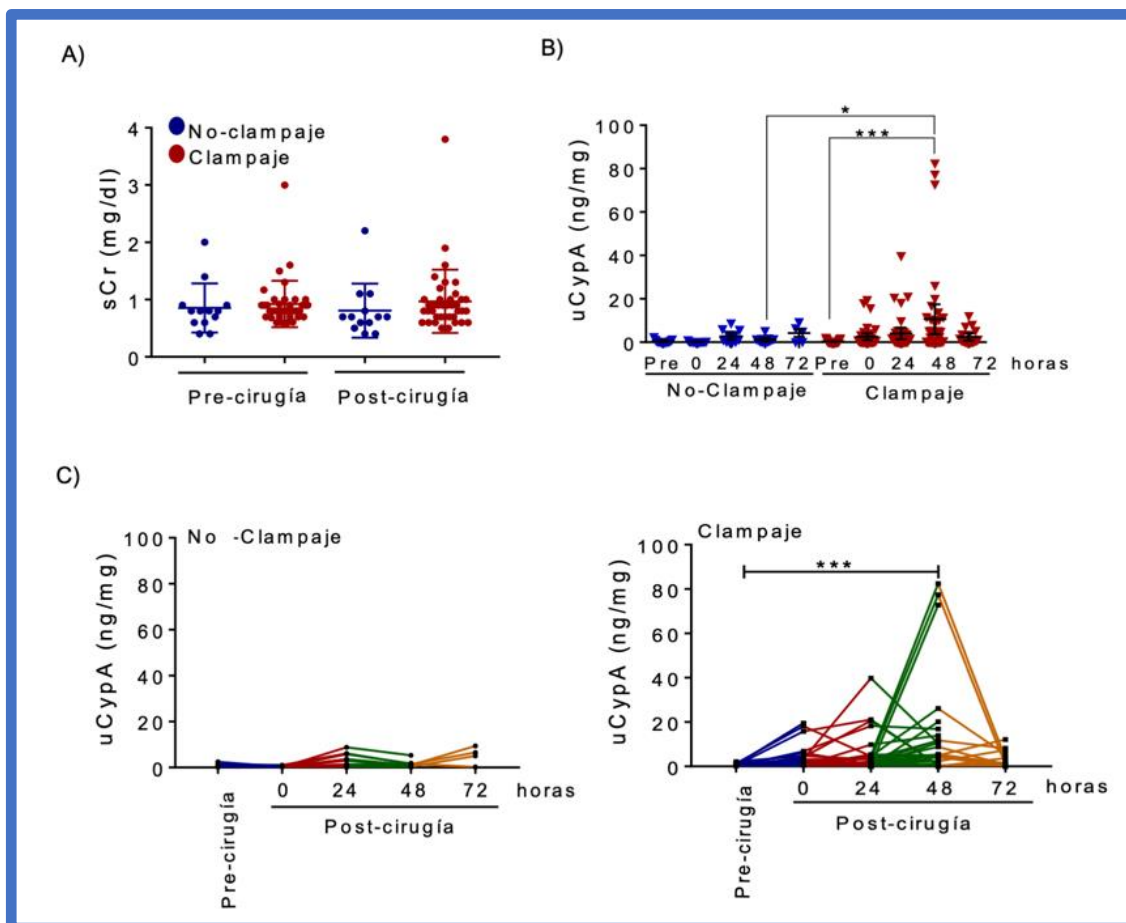 A)
No-clampaje
Clampaje
sCr (mg/dl)
4
3
2
1
0
Pre-cirugía Post-cirugía
B)
*
***
uCypA (ng/mg)
100
80
60
40
20
0
Pre 0 24 48 72 Pre 0 24 48 72 horas
No-Clampaje Clampaje
C)
No -Clampaje
uCypA (ng/mg)
100
80
60
40
20
0
Pre-cirugía
0 24 48 72 horas
Post-cirugía
Clampaje
***
uCypA (ng/mg)
100
80
60
40
20
0
Pre-cirugía
0 24 48 72 horas
Post-cirugía